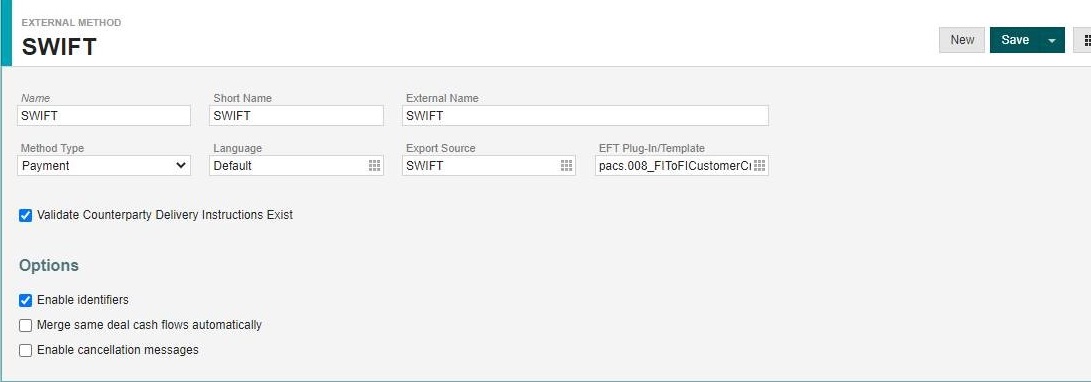 EXTERNAL METHOD
SWIFT
New Save
Name Short Name External Name
SWIFT SWIFT SWIFT
Method Type Language Export Source EFT Plug-In/Template
Payment Default SWIFT pacs.008_FIToFICustomerCr
Validate Counterparty Delivery Instructions Exist
Options
Enable identifiers
Merge same deal cash flows automatically
Enable cancellation messages